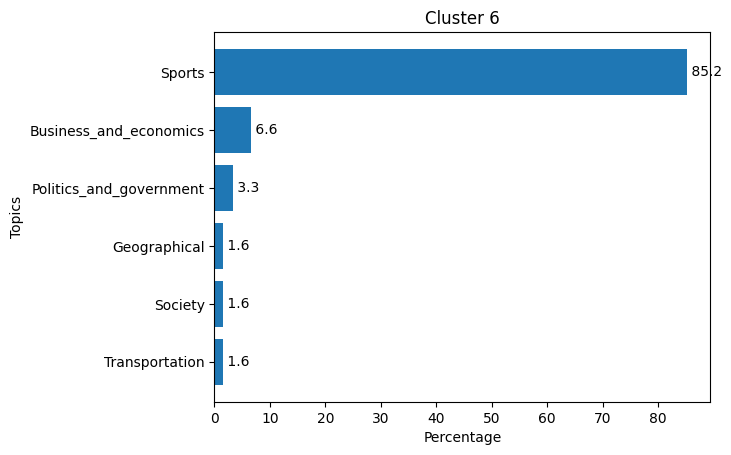 Cluster 6
Topics
Sports 85.2
Business_and_economics 6.6
Politics_and_government 3.3
Geographical 1.6
Society 1.6
Transportation 1.6
0 10 20 30 40 50 60 70 80
Percentage